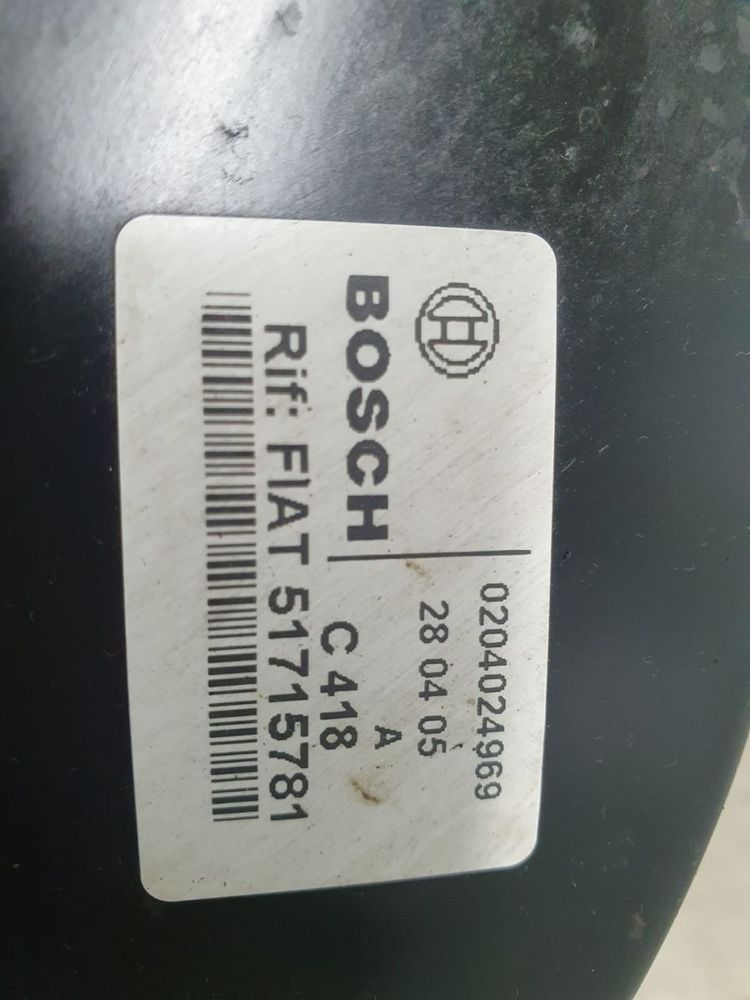 BOSCH
0204024969
28 04 05
A
C 418
Rif: FIAT 51715781